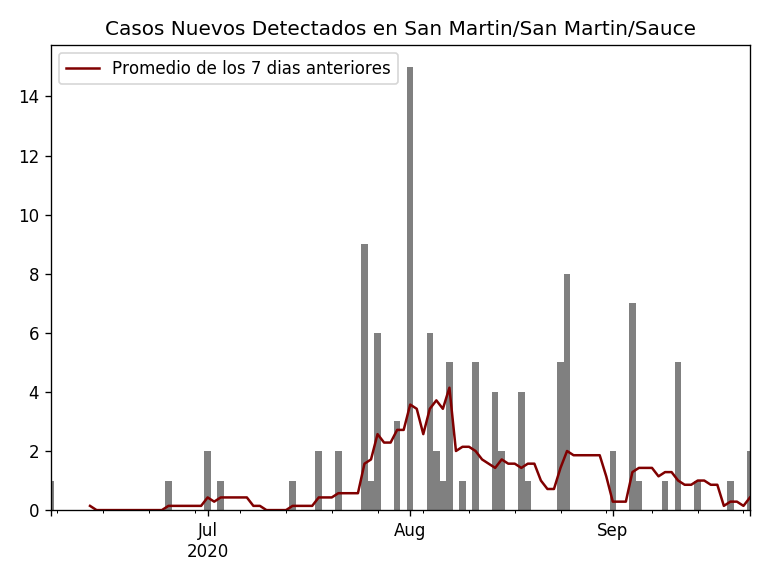 Casos Nuevos Detectados en San Martin/San Martin/Sauce
Promedio de los 7 dias anteriores
14
12
10
8
6
4
2
0
Jul
2020
Aug
Sep